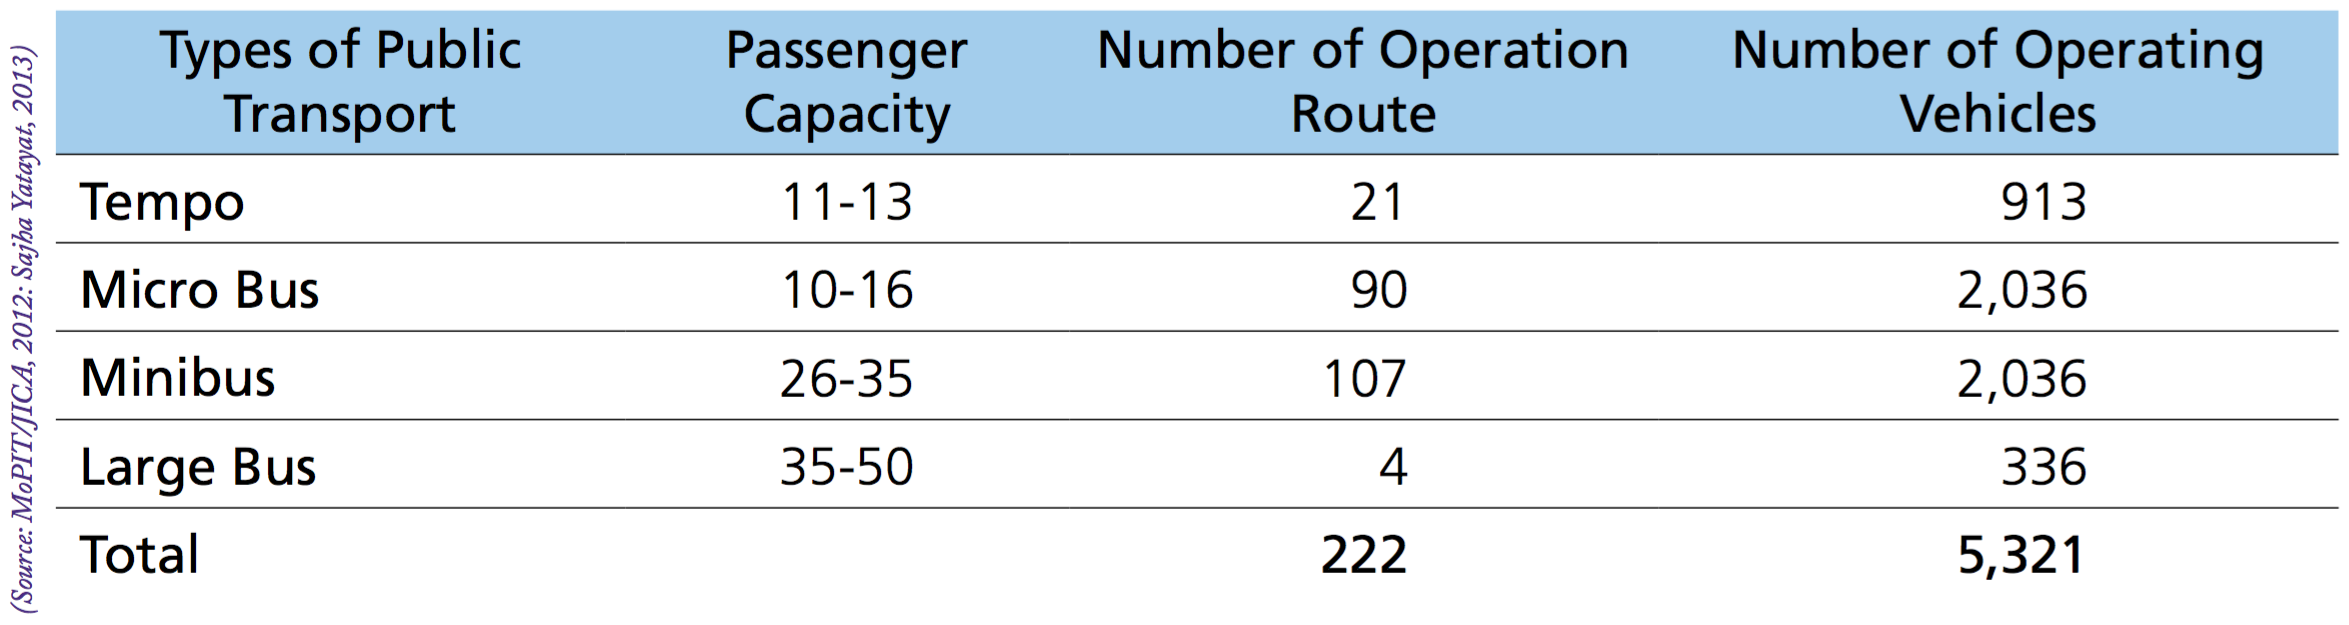 Types of Public Transport Passenger Capacity Number of Operation Route Number of Operating Vehicles
Tempo 11-13 21 913
Micro Bus 10-16 90 2,036
Minibus 26-35 107 2,036
Large Bus 35-50 4 336
Total 222 5,321
(Source: MoPIT/JICA, 2012: Sajha Yatayat, 2013)